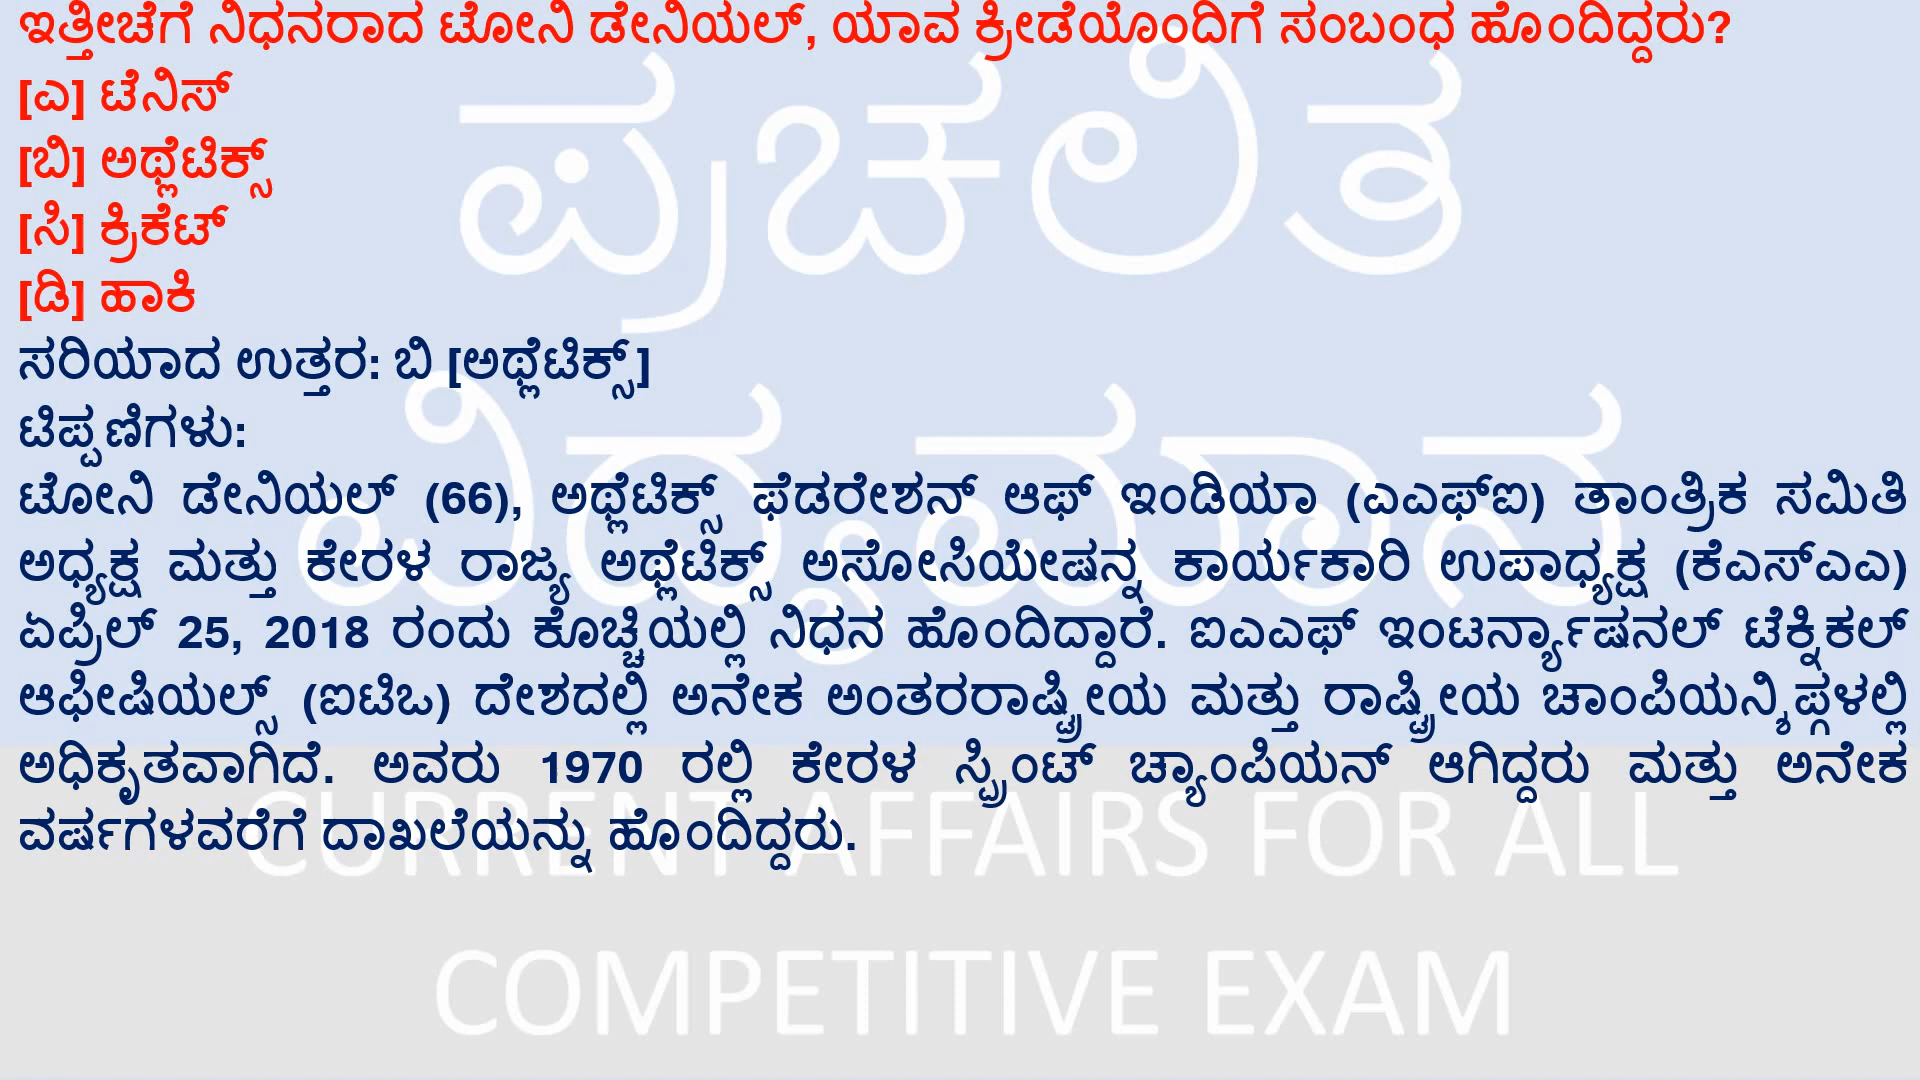 ಇತ್ತೀಚೆಗೆ ನಿಧನರಾದ ಟೋನಿ ಡೇನಿಯಲ್, ಯಾವ ಕ್ರೀಡೆಯೊಂದಿಗೆ ಸಂಬಂಧ ಹೊಂದಿದ್ದರು?
[ಎ] ಟೆನಿಸ್
[ಬಿ] ಅಥ್ಲೆಟಿಕ್ಸ್
[ಸಿ] ಕ್ರಿಕೆಟ್
[ಡಿ] ಹಾಕಿ
ಸರಿಯಾದ ಉತ್ತರ: ಬಿ [ಅಥ್ಲೆಟಿಕ್ಸ್]
ಟಿಪ್ಪಣಿಗಳು:
ಟೋನಿ ಡೇನಿಯಲ್ (66), ಅಥ್ಲೆಟಿಕ್ಸ್ ಫೆಡರೇಶನ್ ಆಫ್ ಇಂಡಿಯಾ (ಎಎಫ್ಐ) ತಾಂತ್ರಿಕ ಸಮಿತಿ
ಅಧ್ಯಕ್ಷ ಮತ್ತು ಕೇರಳ ರಾಜ್ಯ ಅಥ್ಲೆಟಿಕ್ಸ್ ಅಸೋಸಿಯೇಷನ್ನ ಕಾರ್ಯಕಾರಿ ಉಪಾಧ್ಯಕ್ಷ (ಕೆಎಸ್ಎಎ)
ಏಪ್ರಿಲ್ 25, 2018 ರಂದು ಕೊಚ್ಚಿಯಲ್ಲಿ ನಿಧನ ಹೊಂದಿದ್ದಾರೆ. ಐಎಎಫ್ ಇಂಟರ್ನ್ಯಾಷನಲ್ ಟೆಕ್ನಿಕಲ್
ಆಫೀಷಿಯಲ್ಸ್ (ಐಟಿಒ) ದೇಶದಲ್ಲಿ ಅನೇಕ ಅಂತರರಾಷ್ಟ್ರೀಯ ಮತ್ತು ರಾಷ್ಟ್ರೀಯ ಚಾಂಪಿಯನ್ಶಿಪ್ಗಳಲ್ಲಿ
ಅಧಿಕೃತವಾಗಿದೆ. ಅವರು 1970 ರಲ್ಲಿ ಕೇರಳ ಸ್ಪ್ರಿಂಟ್ ಚ್ಯಾಂಪಿಯನ್ ಆಗಿದ್ದರು ಮತ್ತು ಅನೇಕ
ವರ್ಷಗಳವರೆಗೆ ದಾಖಲೆಯನ್ನು ಹೊಂದಿದ್ದರು.
ಪ್ರಚಲಿತ
ವಿದ್ಯಮಾನ
CURRENT AFFAIRS FOR ALL
COMPETITIVE EXAM